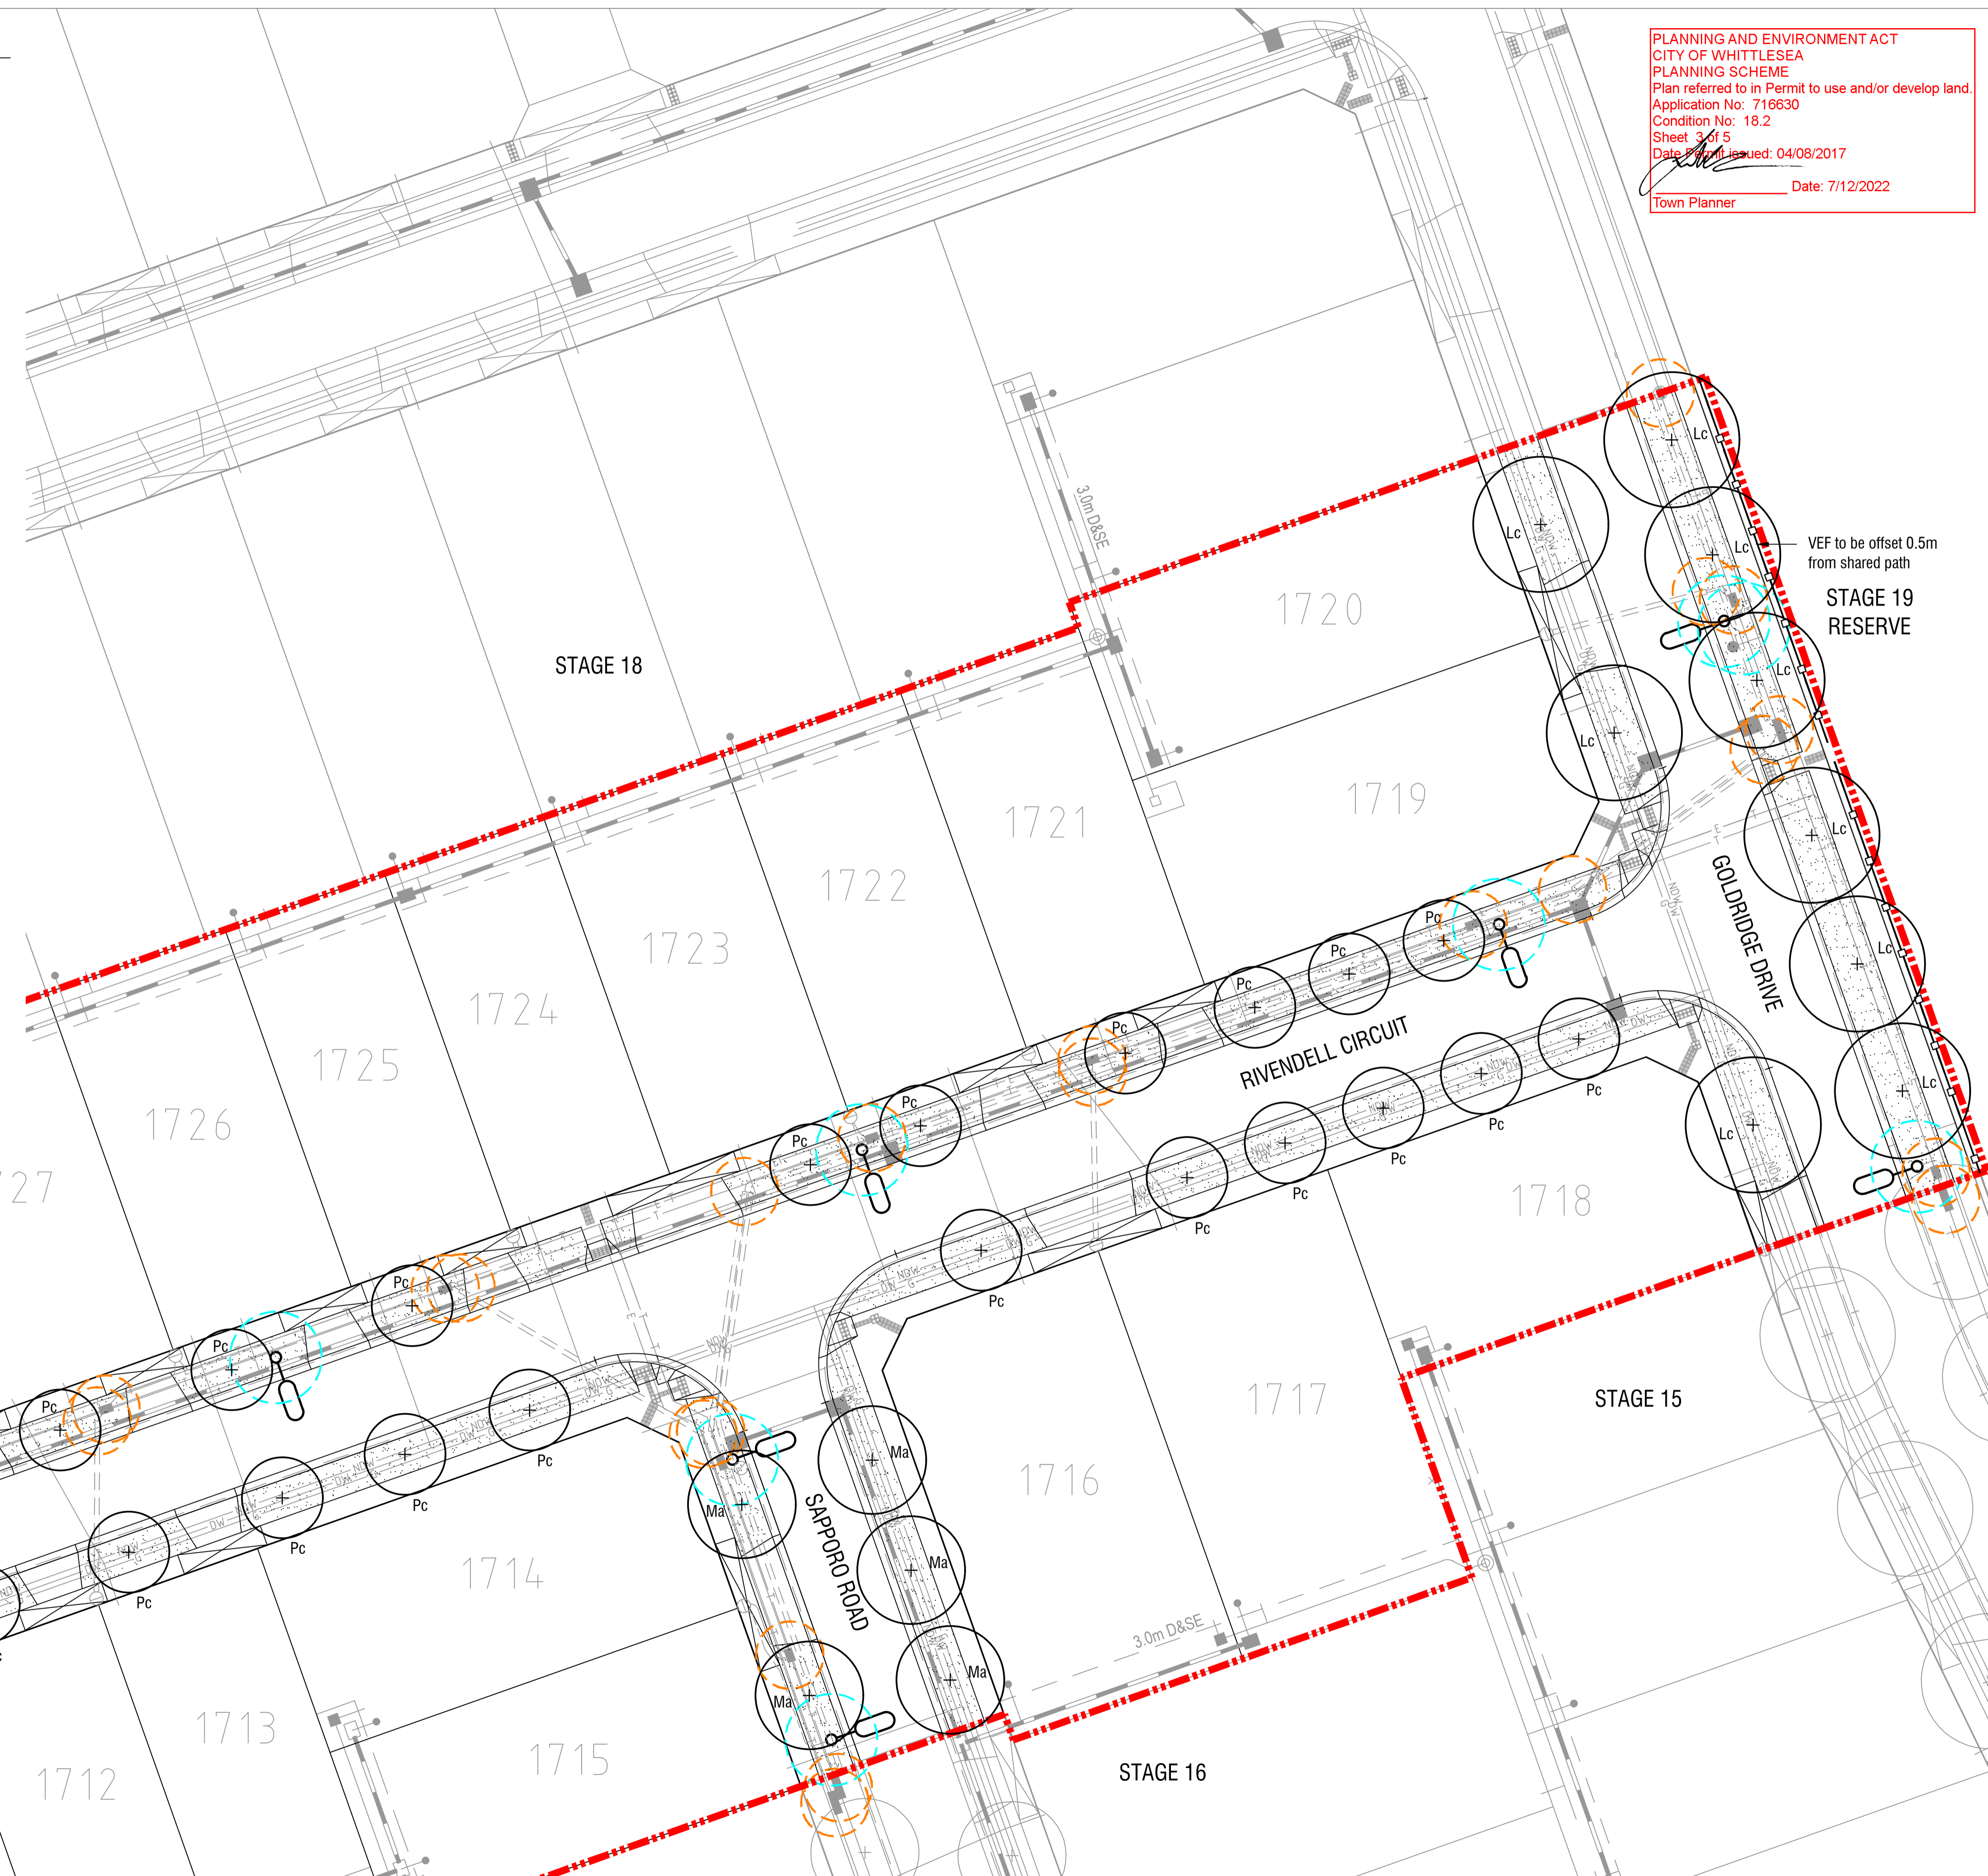 PLANNING AND ENVIRONMENT ACT
CITY OF WHITTLESEA
PLANNING SCHEME
Plan referred to in Permit to use and/or develop land.
Application No: 716630
Condition No: 18.2
Sheet 3 of 5
Date Permit issued: 04/08/2017
Date: 7/12/2022
Town Planner
3.0m D&SE
Lc
Lc
Lc
VEF to be offset 0.5m
from shared path
STAGE 19
RESERVE
1720
STAGE 18
Lc
Lc
1719
1721
Lc
GOLDRIDGE DRIVE
1722
Pc
1723
Lc
Pc
Pc
1724
Pc
RIVENDELL CIRCUIT
1725
Lc
Pc
Pc
1726
Pc
Lc
Pc
Pc
Pc
727
1718
Pc
Pc
Pc
Pc
Pc
STAGE 15
1717
Pc
Pc
Pc
Ma
1716
Ma
SAPPORO ROAD
Pc
1714
Ma
Pc
3.0m D&SE
Ma
Ma
1713
1715
STAGE 16
1712